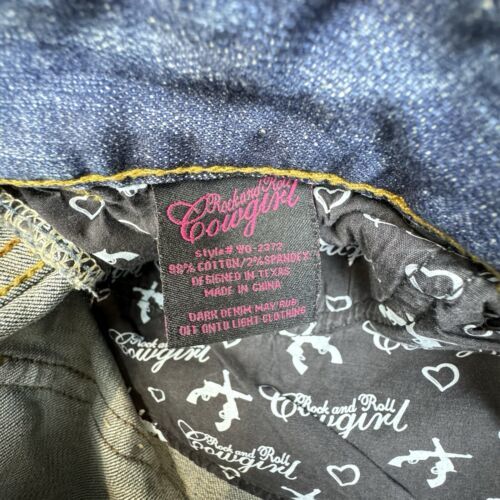 Rock and Roll
Cowgirl
Style# WO-2372
98% COTTON/2%SPANDEX
DESIGNED IN TEXAS
MADE IN CHINA
DARK DENIM MAY RUB
OFF ONTO LIGHT CLOTHING
Rock and Roll
Cowgirl
Rock and Roll
Cowgirl
Rock and Roll
Cowgirl